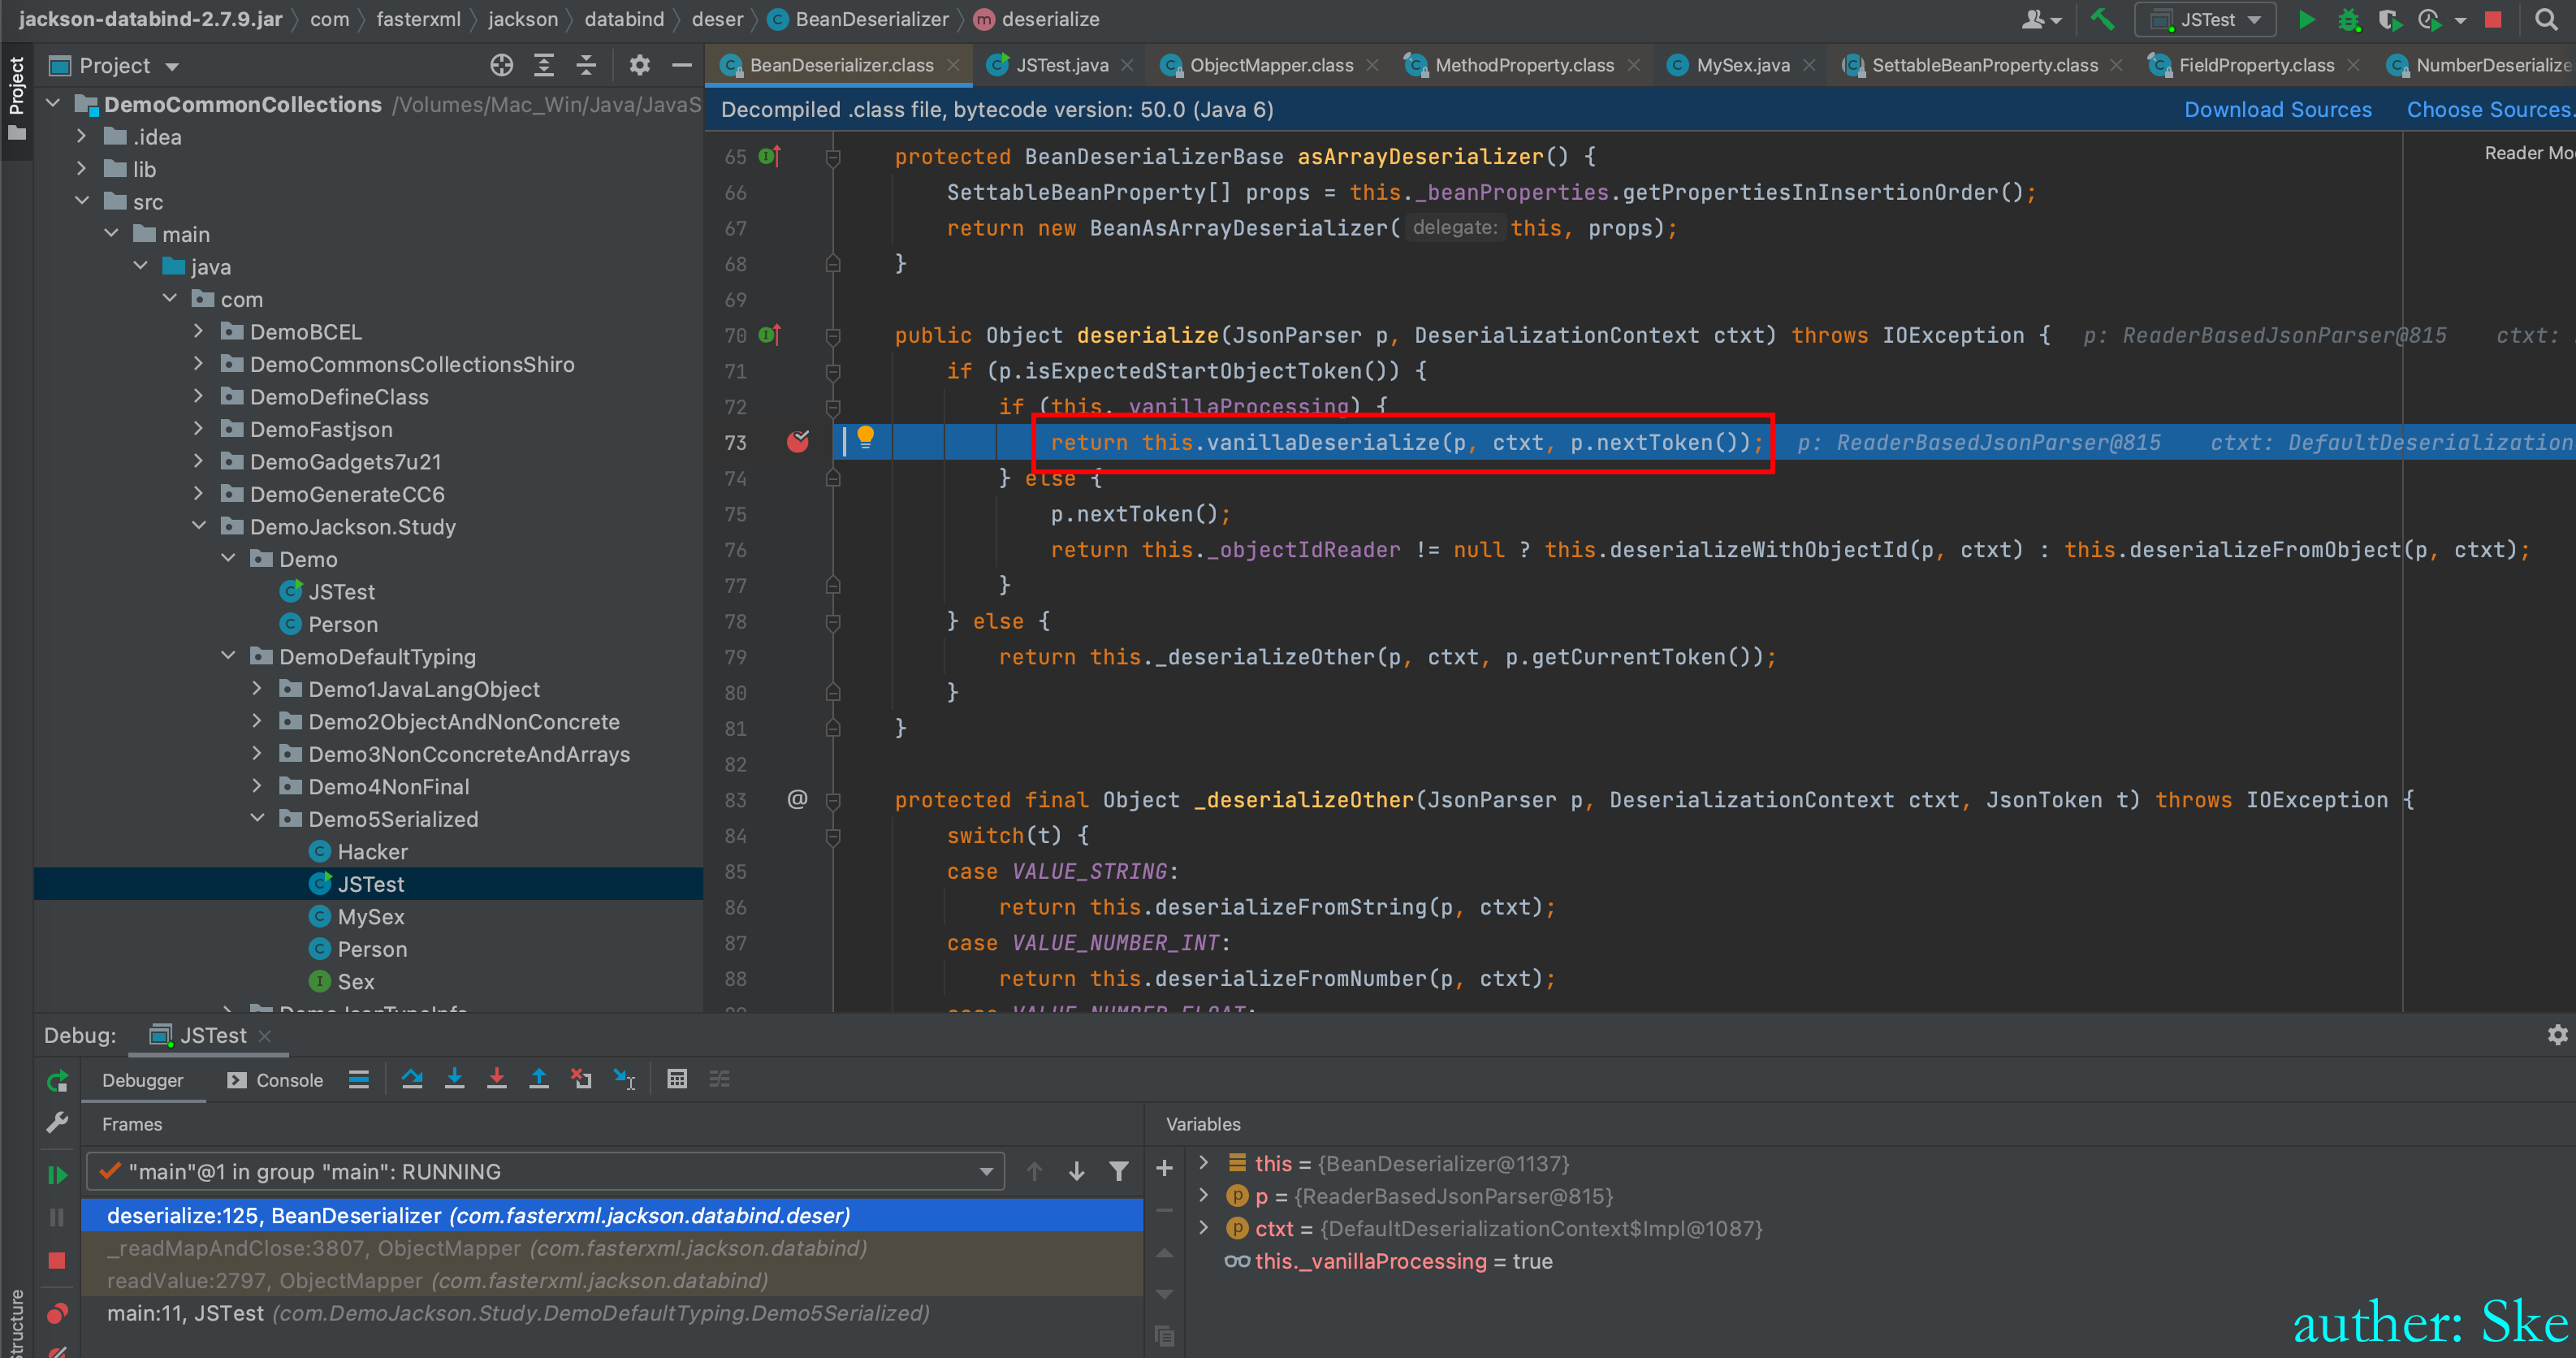 jackson-databind-2.7.9.jar com fasterxml jackson databind deser BeanDeserializer deserialize JSTest
Project
Project
BeanDeserializer.class JSTest.java ObjectMapper.class MethodProperty.class MySex.java SettableBeanProperty.class FieldProperty.class NumberDeserialize
DemoCommonCollections /Volumes/Mac_Win/Java/JavaS
.idea
lib
src
main
java
com
DemoBCEL
DemoCommonsCollectionsShiro
DemoDefineClass
DemoFastjson
DemoGadgets7u21
DemoGenerateCC6
DemoJackson.Study
Demo
JSTest
Person
DemoDefaultTyping
Demo1JavaLangObject
Demo2ObjectAndNonConcrete
Demo3NonCconcreteAndArrays
Demo4NonFinal
Demo5Serialized
Hacker
JSTest
MySex
Person
Sex
Decompiled .class file, bytecode version: 50.0 (Java 6) Download Sources Choose Sources.
Reader Mo
65 protected BeanDeserializerBase asArrayDeserializer() {
66 SettableBeanProperty[] props = this._beanProperties.getPropertiesInInsertionOrder();
67 return new BeanAsArrayDeserializer( delegate: this, props);
68 }
69
70 public Object deserialize(JsonParser p, DeserializationContext ctxt) throws IOException { p: ReaderBasedJsonParser@815 ctxt:
71 if (p.isExpectedStartObjectToken()) {
72 if (this._vanillaProcessing) {
73 return this.vanillaDeserialize(p, ctxt, p.nextToken()); p: ReaderBasedJsonParser@815 ctxt: DefaultDeserialization
74 } else {
75 p.nextToken();
76 return this._objectIdReader != null ? this.deserializeWithObjectId(p, ctxt) : this.deserializeFromObject(p, ctxt);
77 }
78 } else {
79 return this._deserializeOther(p, ctxt, p.getCurrentToken());
80 }
81 }
82
83 @ protected final Object _deserializeOther(JsonParser p, DeserializationContext ctxt, JsonToken t) throws IOException {
84 switch(t) {
85 case VALUE_STRING:
86 return this.deserializeFromString(p, ctxt);
87 case VALUE_NUMBER_INT:
88 return this.deserializeFromNumber(p, ctxt);
case VALUE_NUMBER_FLOAT:
Debug: JSTest
Debugger Console
Frames
"main"@1 in group "main": RUNNING
deserialize:125, BeanDeserializer (com.fasterxml.jackson.databind.deser)
_readMapAndClose:3807, ObjectMapper (com.fasterxml.jackson.databind)
readValue:2797, ObjectMapper (com.fasterxml.jackson.databind)
main:11, JSTest (com.DemoJackson.Study.DemoDefaultTyping.Demo5Serialized)
Variables
this = {BeanDeserializer@1137}
p = {ReaderBasedJsonParser@815}
ctxt = {DefaultDeserializationContext$Impl@1087}
this._vanillaProcessing = true
Structure
auther: Ske